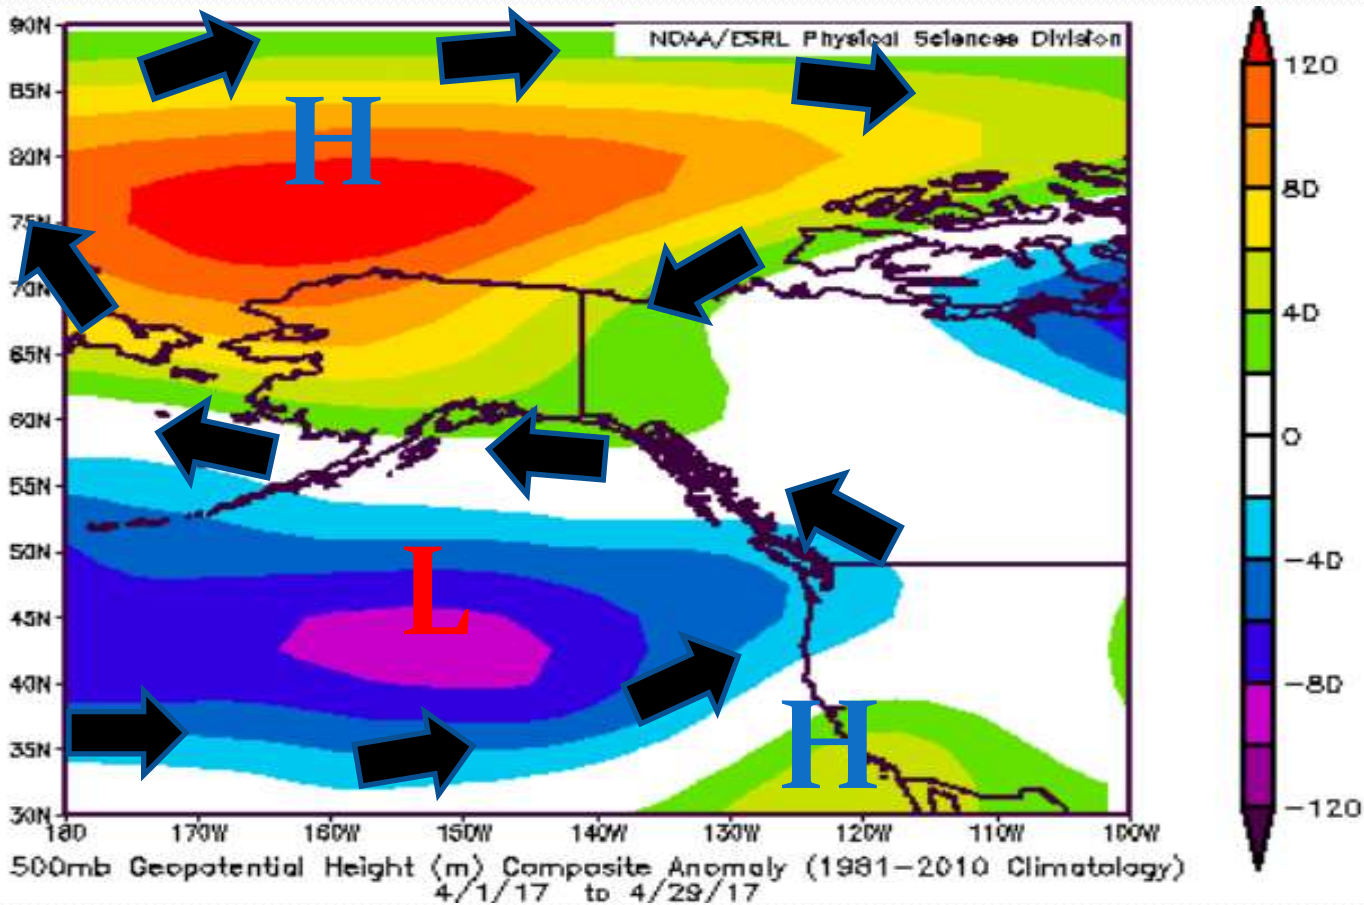 90N
NOAA/ESRL Physical Sciences Division
120
85N
H
80N
80
75N
40
70N
65N
0
60N
55N
-40
50N
L
45N
-80
40N
H
35N
-120
30N
180 170W 160W 150W 140W 130W 120W 110W 100W
500mb Geopotential Height (m) Composite Anomaly (1981-2010 Climatology)
4/1/17 to 4/29/17